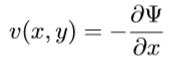 v(x, y) = −∂Ψ/∂x